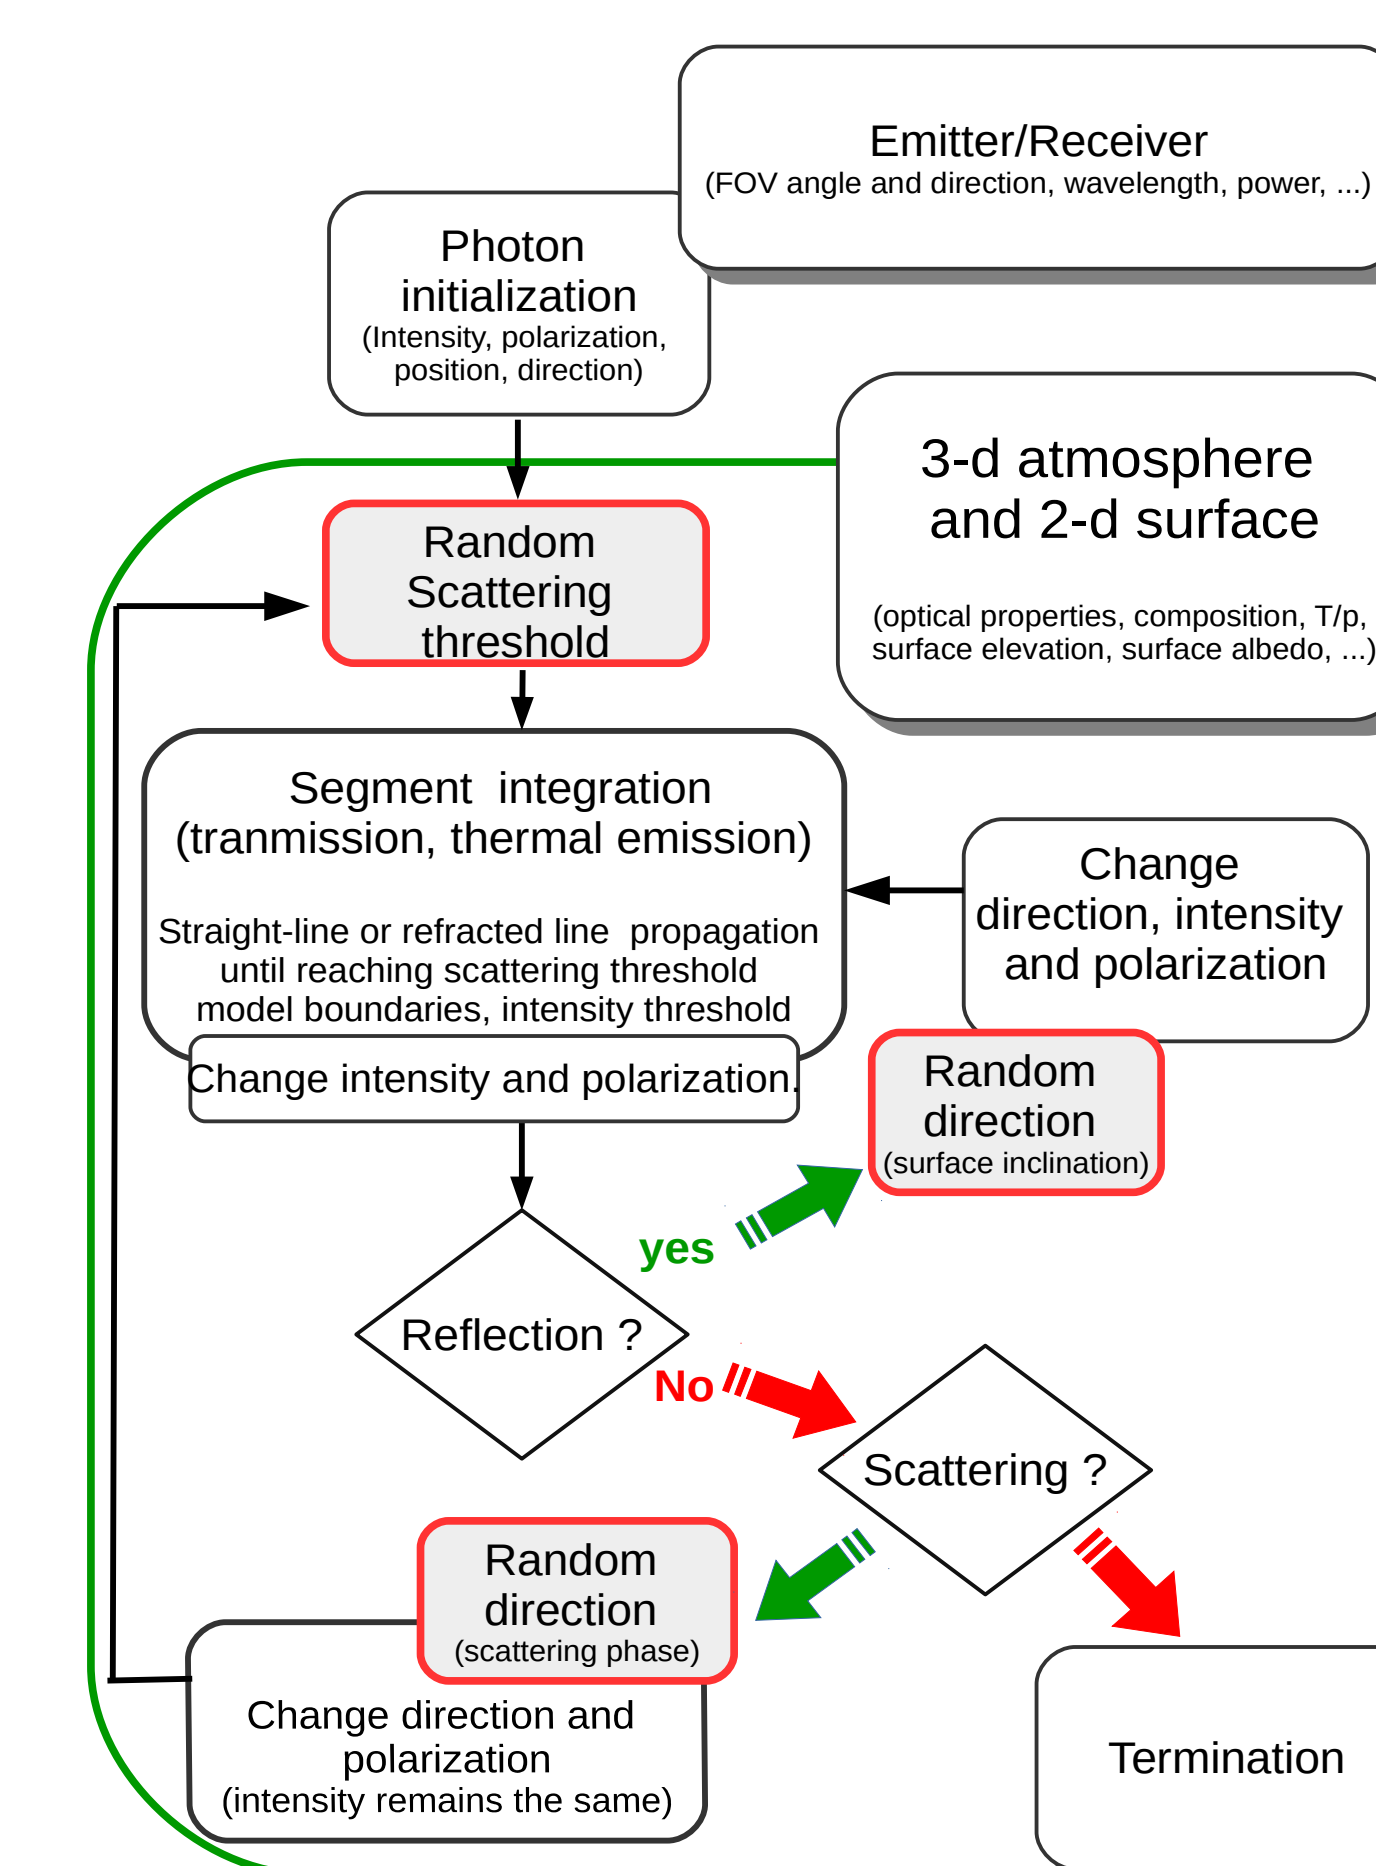 Emitter/Receiver
(FOV angle and direction, wavelength, power, ...)
Photon
initialization
(Intensity, polarization,
position, direction)
3-d atmosphere
and 2-d surface
(optical properties, composition, T/p,
surface elevation, surface albedo, ...)
Random
Scattering
threshold
Segment integration
(tranmission, thermal emission)
Straight-line or refracted line propagation
until reaching scattering threshold
model boundaries, intensity threshold
Change intensity and polarization.
Change
direction, intensity
and polarization
Random
direction
(surface inclination)
yes
Reflection ?
No
Scattering ?
Random
direction
(scattering phase)
Change direction and
polarization
(intensity remains the same)
Termination